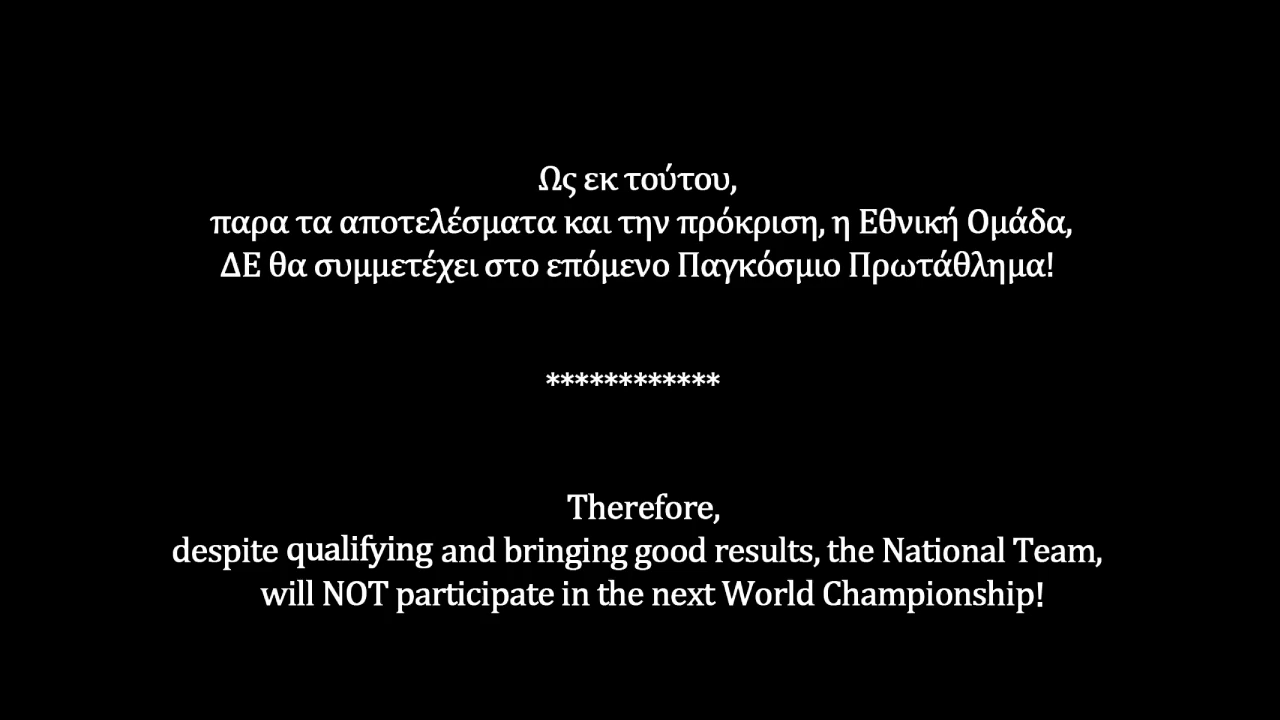 Ως εκ τούτου,
παρα τα αποτελέσματα και την πρόκριση, η Εθνική Ομάδα,
ΔΕ θα συμμετέχει στο επόμενο Παγκόσμιο Πρωτάθλημα!
************
Therefore,
despite qualifying and bringing good results, the National Team,
will NOT participate in the next World Championship!